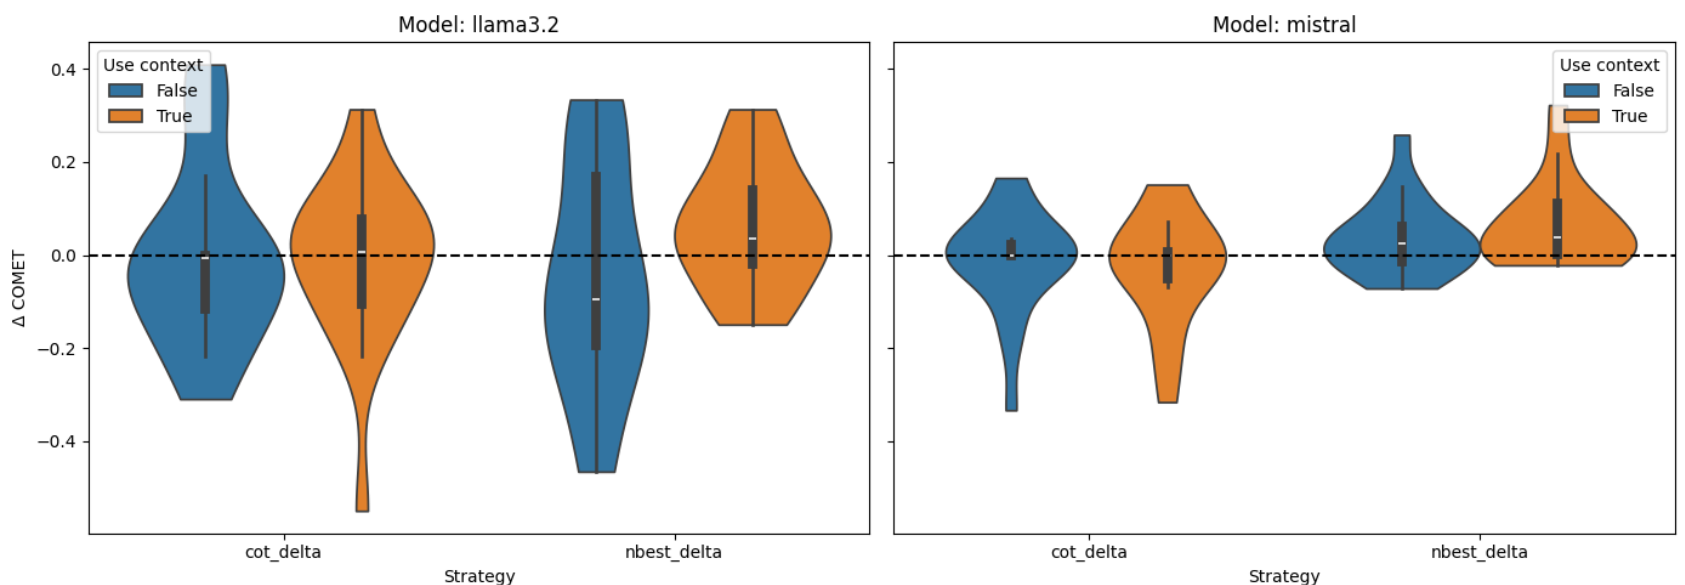 Model: llama3.2
Use context
False
True
0.4
0.2
0.0
−0.2
−0.4
Δ COMET
cot_delta
nbest_delta
Strategy
Model: mistral
Use context
False
True
cot_delta
nbest_delta
Strategy